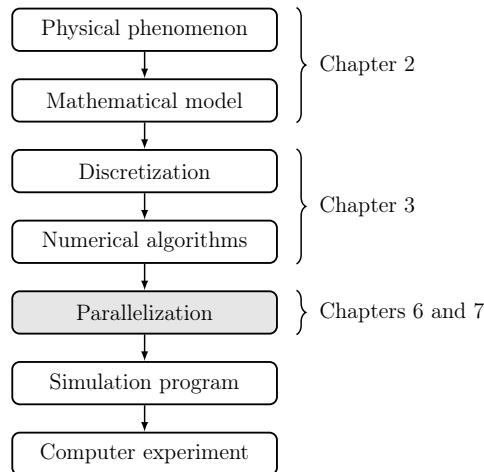 Physical phenomenon
Mathematical model
Chapter 2
Discretization
Numerical algorithms
Chapter 3
Parallelization
Chapters 6 and 7
Simulation program
Computer experiment